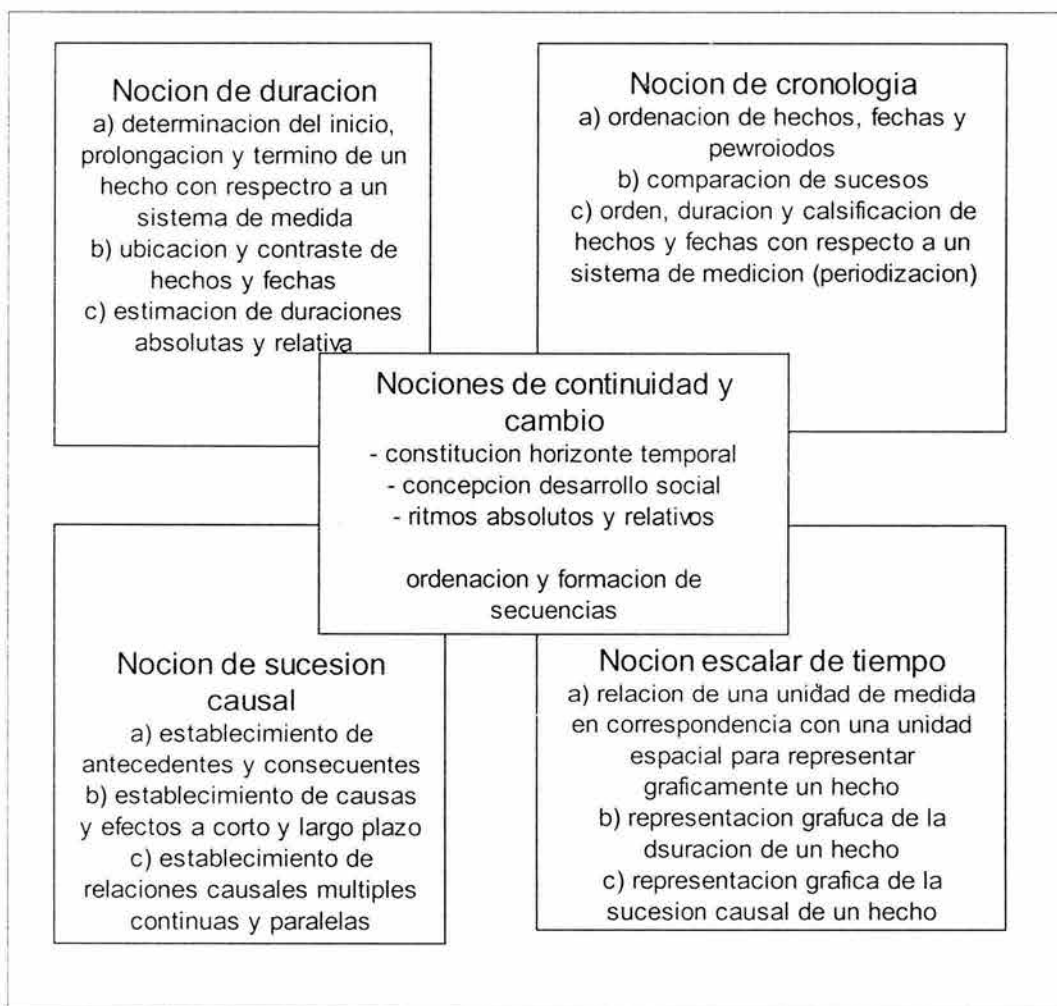 Nocion de duracion
a) determinacion del inicio,
prolongacion y termino de un
hecho con respectro a un
sistema de medida
b) ubicacion y contraste de
hechos y fechas
c) estimacion de duraciones
absolutas y relativa
Nocion de cronologia
a) ordenacion de hechos, fechas y
pewroiodos
b) comparacion de sucesos
c) orden, duracion y calsificacion de
hechos y fechas con respecto a un
sistema de medicion (periodizacion)
Nociones de continuidad y
cambio
- constitucion horizonte temporal
- concepcion desarrollo social
- ritmos absolutos y relativos
ordenacion y formacion de
secuencias
Nocion de sucesion
causal
a) establecimiento de
antecedentes y consecuentes
b) establecimiento de causas
y efectos a corto y largo plazo
c) establecimiento de
relaciones causales multiples
continuas y paralelas
Nocion escalar de tiempo
a) relacion de una unidad de medida
en correspondencia con una unidad
espacial para representar
graficamente un hecho
b) representacion grafuca de la
dsuracion de un hecho
c) representacion grafica de la
sucesion causal de un hecho